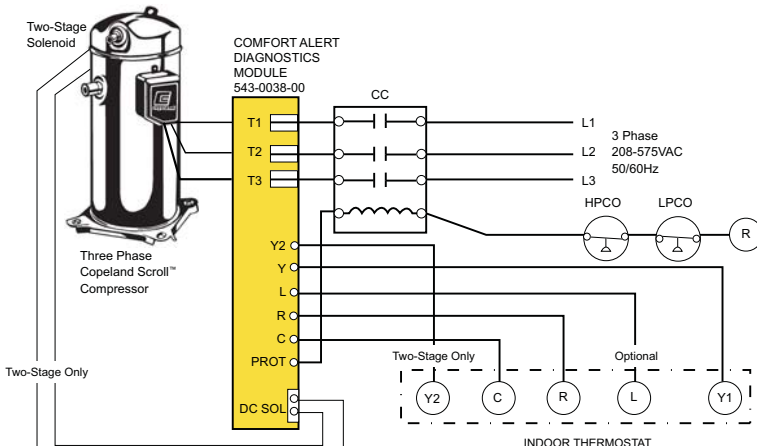 Two-Stage
Solenoid
COMFORT ALERT
DIAGNOSTICS
MODULE
543-0038-00
CC
T1
T2
T3
L1
L2
L3
3 Phase
208-575VAC
50/60Hz
HPCO
LPCO
R
Three Phase
Copeland Scroll™
Compressor
Y2
Y
L
R
C
PROT
DC SOL
Two-Stage Only
Two-Stage Only
Optional
Y2
C
R
L
Y1
INDOOR THERMOSTAT